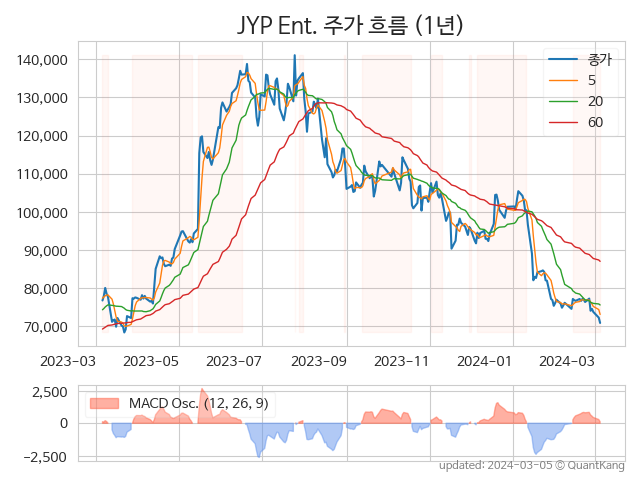 JYP Ent. 주가 흐름 (1년)
종가
5
20
60
140,000
130,000
120,000
110,000
100,000
90,000
80,000
70,000
2023-03 2023-05 2023-07 2023-09 2023-11 2024-01 2024-03
MACD Osc. (12, 26, 9)
2,500
0
−2,500
updated: 2024-03-05 © QuantKang